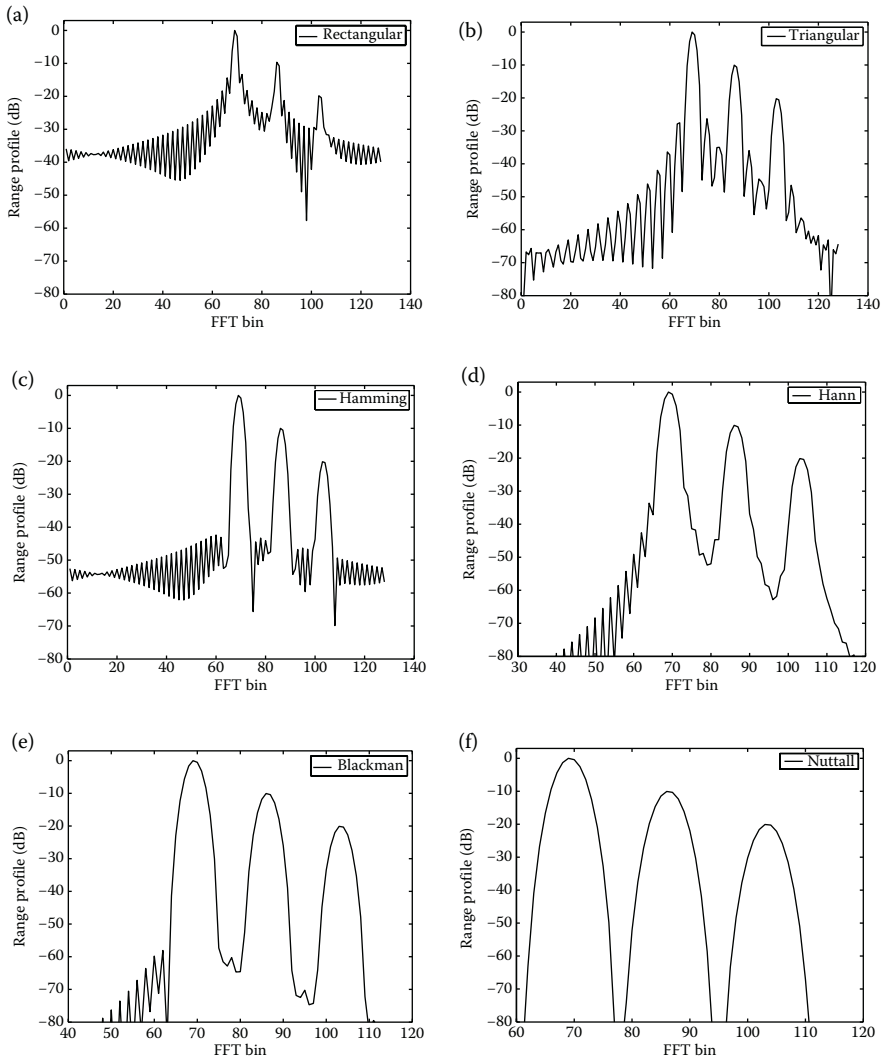 (a)
Rectangular
Range profile (dB)
0
−10
−20
−30
−40
−50
−60
−70
−80
0 20 40 60 80 100 120 140
FFT bin
(b)
Triangular
Range profile (dB)
0
−10
−20
−30
−40
−50
−60
−70
−80
0 20 40 60 80 100 120 140
FFT bin
(c)
Hamming
Range profile (dB)
0
−10
−20
−30
−40
−50
−60
−70
−80
0 20 40 60 80 100 120 140
FFT bin
(d)
Hann
Range profile (dB)
0
−10
−20
−30
−40
−50
−60
−70
−80
30 40 50 60 70 80 90 100 110 120
FFT bin
(e)
Blackman
Range profile (dB)
0
−10
−20
−30
−40
−50
−60
−70
−80
40 50 60 70 80 90 100 110 120
FFT bin
(f)
Nuttall
Range profile (dB)
0
−10
−20
−30
−40
−50
−60
−70
−80
60 70 80 90 100 110 120
FFT bin